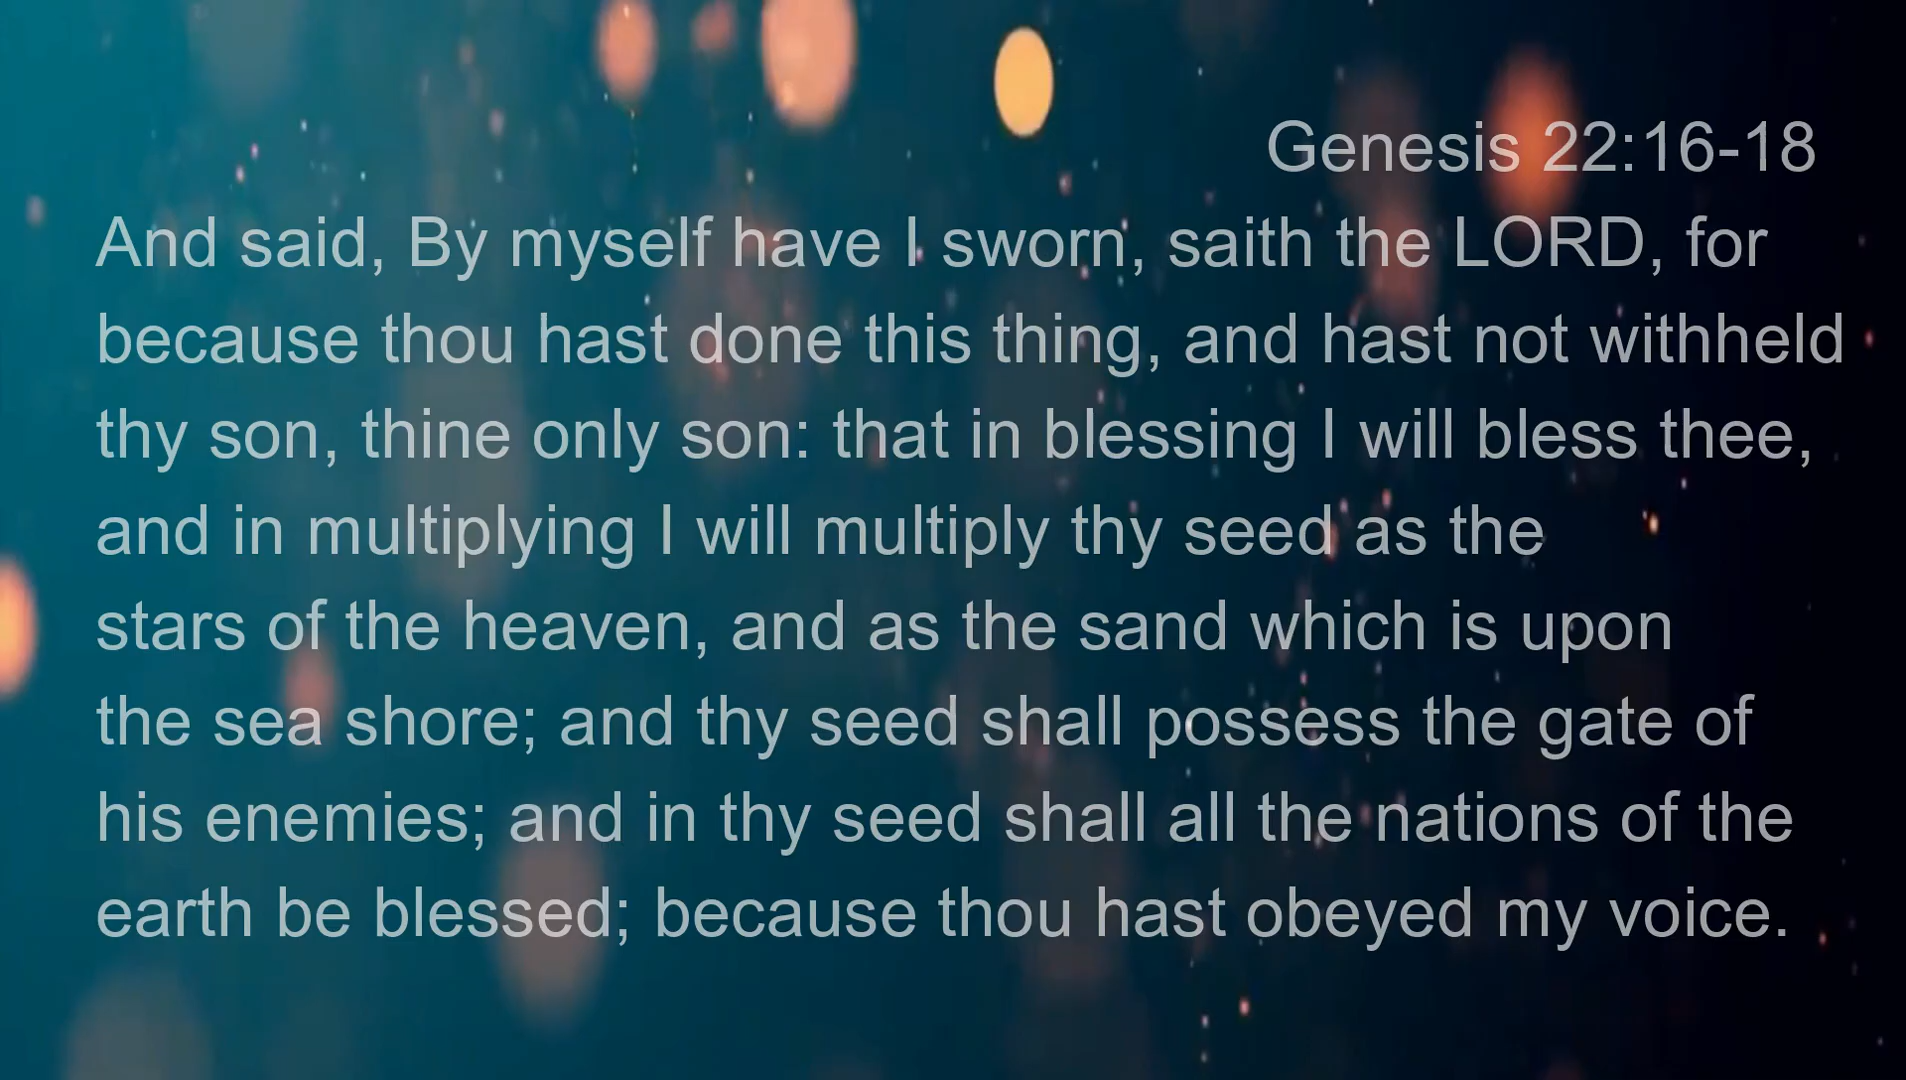 Genesis 22:16-18
And said, By myself have I sworn, saith the LORD, for
because thou hast done this thing, and hast not withheld
thy son, thine only son: that in blessing I will bless thee,
and in multiplying I will multiply thy seed as the
stars of the heaven, and as the sand which is upon
the sea shore; and thy seed shall possess the gate of
his enemies; and in thy seed shall all the nations of the
earth be blessed; because thou hast obeyed my voice.